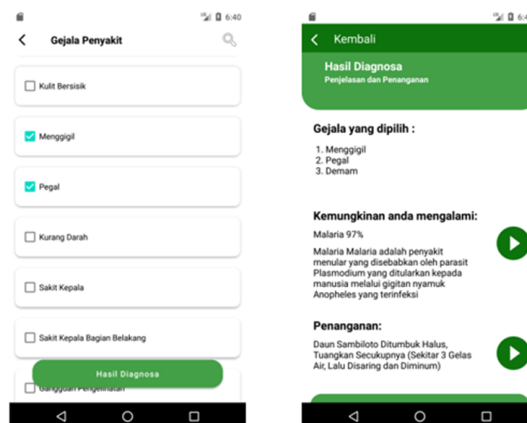 6:40
Gejala Penyakit
Kulit Bersisik
Menggigil
Pegal
Kurang Darah
Sakit Kepala
Sakit Kepala Bagian Belakang
Hasil Diagnosa
Gangguan Pengelihatan
Kembali
Hasil Diagnosa
Penjelasan dan Penanganan
Gejala yang dipilih :
1. Menggigil
2. Pegal
3. Demam
Kemungkinan anda mengalami:
Malaria 97%
Malaria Malaria adalah penyakit
menular yang disebabkan oleh parasit
Plasmodium yang ditularkan kepada
manusia melalui gigitan nyamuk
Anopheles yang terinfeksi
Penanganan:
Daun Sambiloto Ditumbuk Halus,
Tuangkan Secukupnya (Sekitar 3 Gelas
Air, Lalu Disaring dan Diminum)